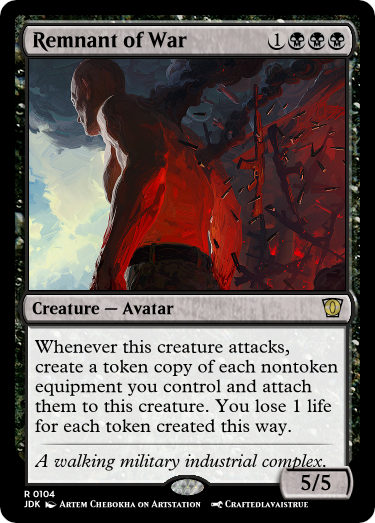 Remnant of War 1
Creature — Avatar
Whenever this creature attacks,
create a token copy of each nontoken
equipment you control and attach
them to this creature. You lose 1 life
for each token created this way.
A walking military industrial complex.
5/5
R 0104
JDK Artem Chebokha on Artstation Craftedlavaistrue